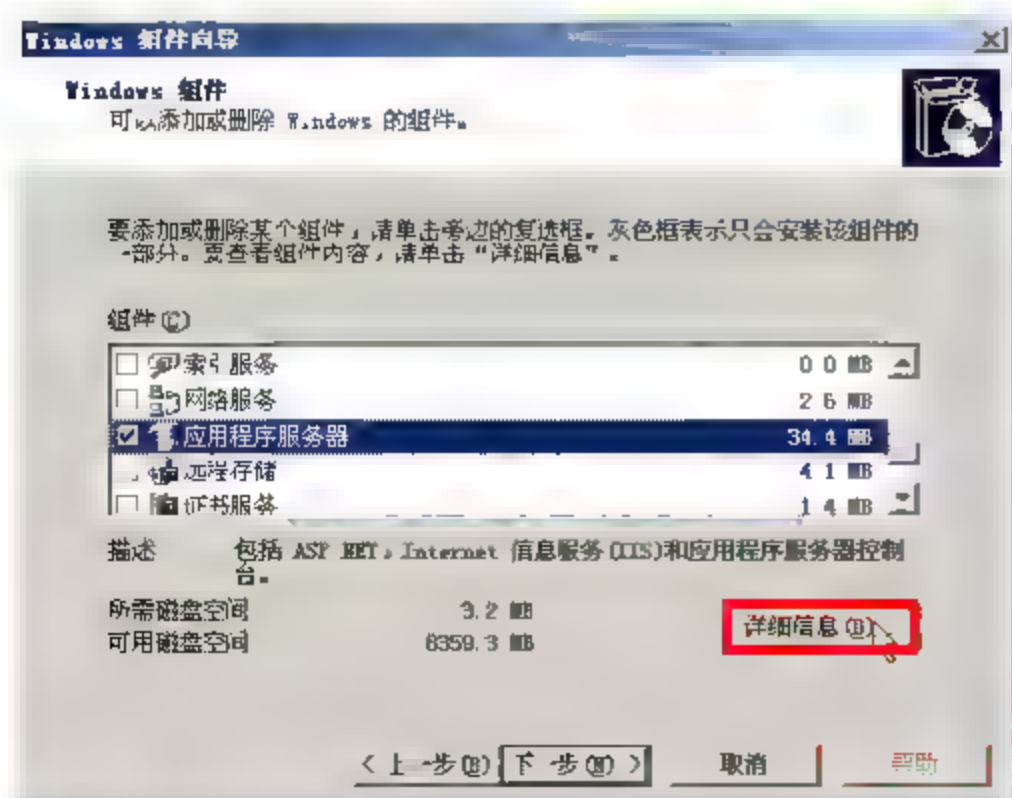 Windows 组件向导
Windows 组件
可以添加或删除 Windows 的组件。
要添加或删除某个组件，请单击旁边的复选框。灰色框表示只会安装该组件的
一部分。要查看组件内容，请单击“详细信息”。
组件(C)
索引服务 0.0 MB
网络服务 2.6 MB
应用程序服务器 34.4 MB
远程存储 4.1 MB
证书服务 1.4 MB
描述 包括 ASP.NET，Internet 信息服务(IIS)和应用程序服务器控制
台。
所需磁盘空间 3.2 MB
可用磁盘空间 6359.3 MB
详细信息(D)
< 上一步(B) 下一步(N) > 取消 帮助